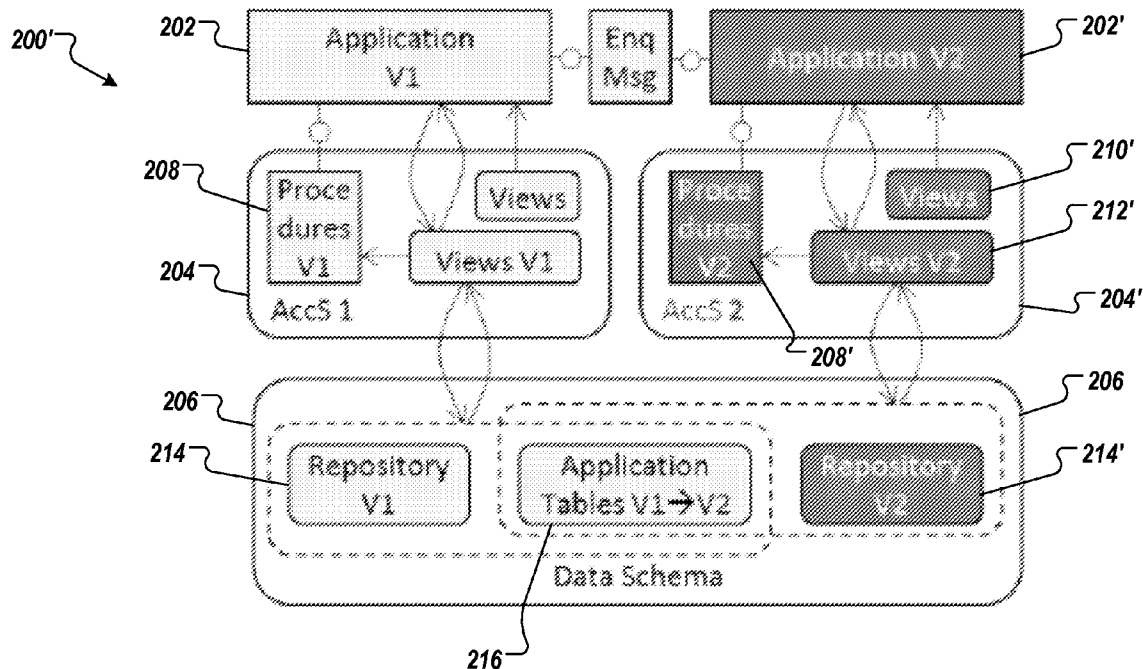 200'
202
Application
V1
Enq
Msg
Application V2
202'
208
Proce
dures
V1
Views
Views V1
204
AccS 1
Proce
dures
V2
Views
Views V2
AccS 2
210'
212'
204'
208'
206
206
214
Repository
V1
Application
Tables V1→V2
Repository
V2
214'
Data Schema
216